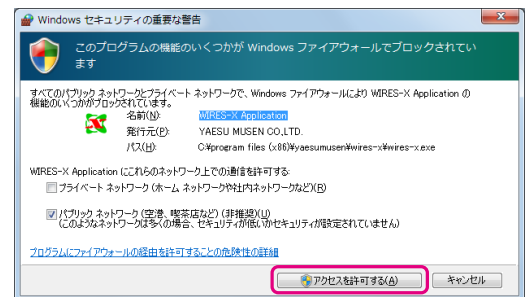 Windows セキュリティの重要な警告
このプログラムの機能のいくつかが Windows ファイアウォールでブロックされてい
ます
すべてのパブリック ネットワークとプライベート ネットワークで、Windows ファイアウォールにより WIRES-X Application の
機能のいくつかがブロックされています。
名前(N): WIRES-X Application
発行元(P): YAESU MUSEN CO.,LTD.
パス(H): C:¥program files (x86)¥yaesumusen¥wires-x¥wires-x.exe
WIRES-X Application にこれらのネットワーク上での通信を許可する:
プライベート ネットワーク (ホーム ネットワークや社内ネットワークなど)(R)
パブリック ネットワーク (空港、喫茶店など) (非推奨)(U)
(このようなネットワークは多くの場合、セキュリティが低いかセキュリティが設定されていません)
プログラムにファイアウォールの経由を許可することの危険性の詳細
アクセスを許可する(A) キャンセル